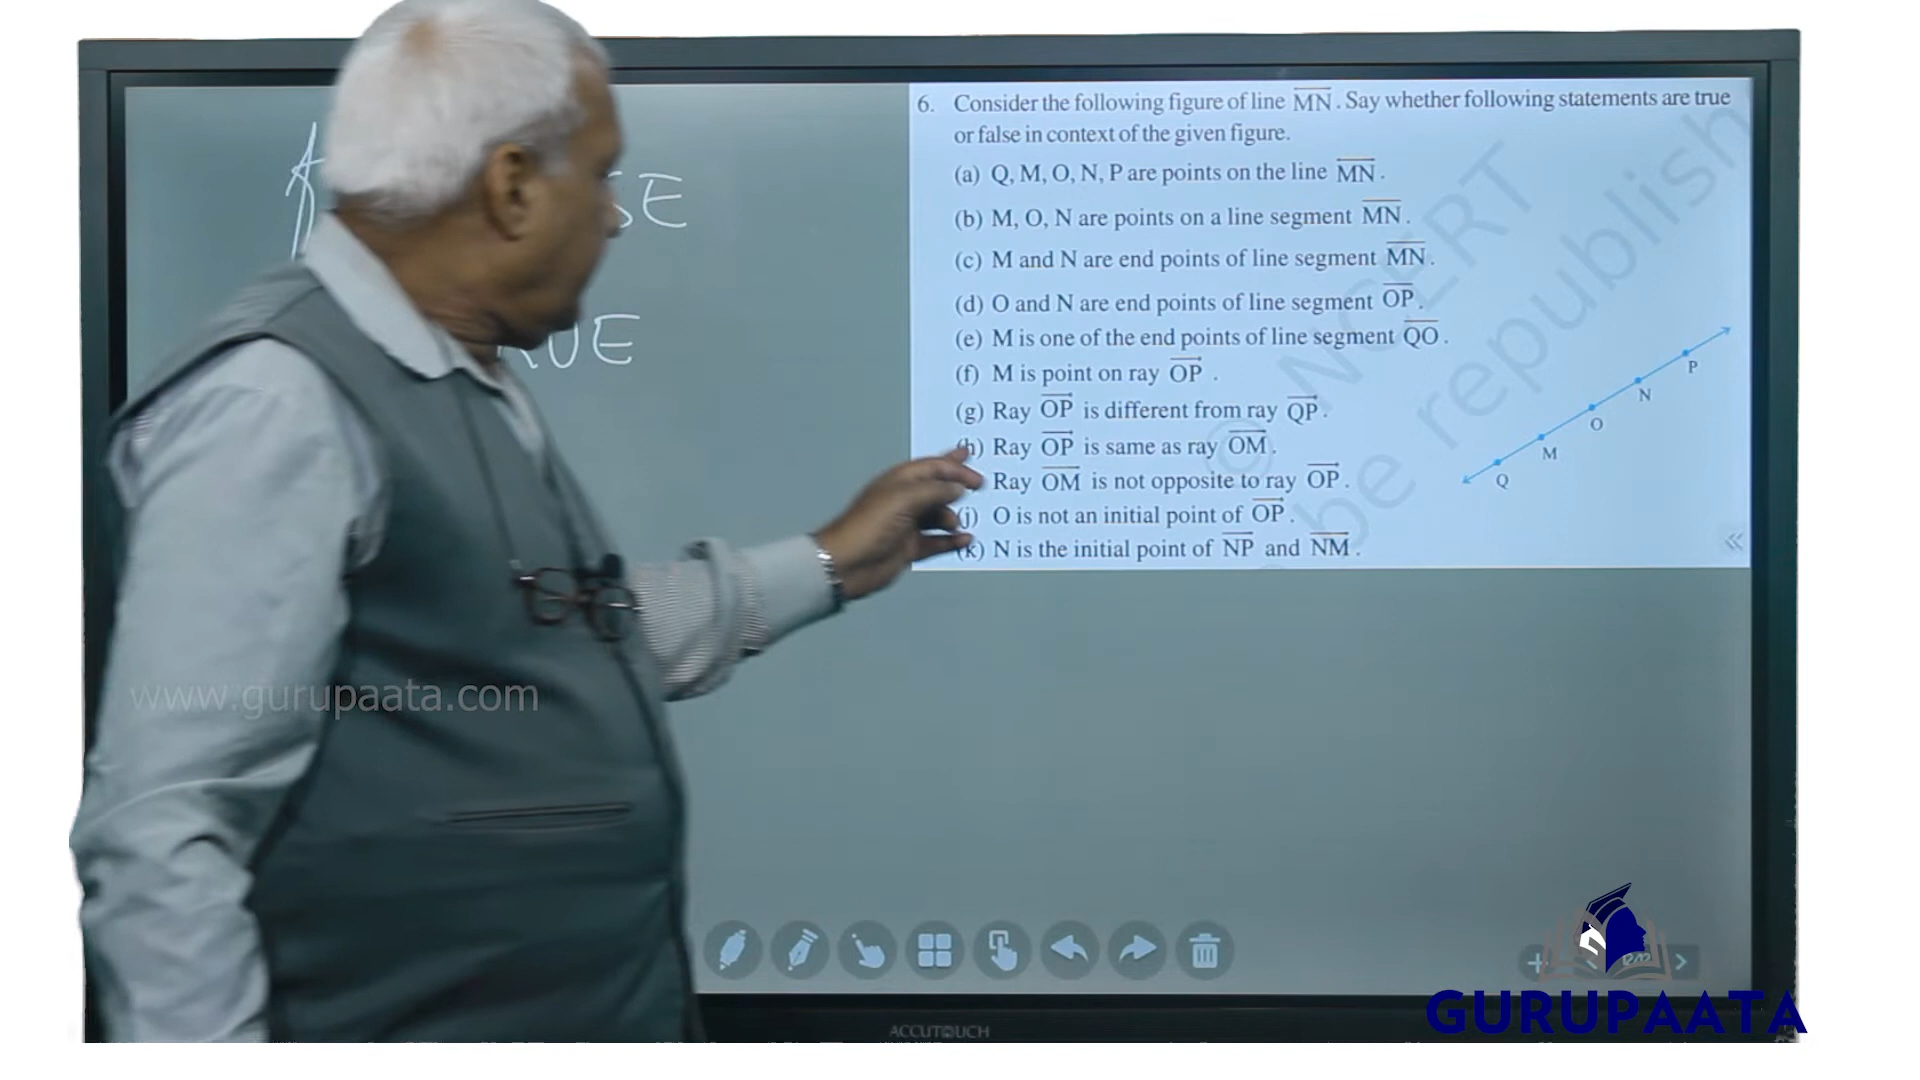 SE
RUE
6. Consider the following figure of line MN. Say whether following statements are true
or false in context of the given figure.
(a) Q, M, O, N, P are points on the line MN.
(b) M, O, N are points on a line segment MN.
(c) M and N are end points of line segment MN.
(d) O and N are end points of line segment OP.
(e) M is one of the end points of line segment QO.
(f) M is point on ray OP .
(g) Ray OP is different from ray QP.
(h) Ray OP is same as ray OM.
Ray OM is not opposite to ray OP.
(j) O is not an initial point of OP.
(k) N is the initial point of NP and NM.
P
N
O
M
Q
© NCERT
be republish
www.gurupaata.com
ACCUTOUCH
GURUPAATA